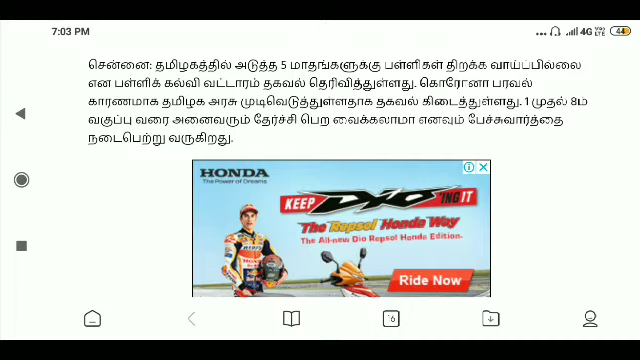 7:03 PM
... 4G VoLTE 44
சென்னை: தமிழகத்தில் அடுத்த 5 மாதங்களுக்கு பள்ளிகள் திறக்க வாய்ப்பில்லை
என பள்ளிக் கல்வி வட்டாரம் தகவல் தெரிவித்துள்ளது. கொரோனா பரவல்
காரணமாக தமிழக அரசு முடிவெடுத்துள்ளதாக தகவல் கிடைத்துள்ளது. 1 முதல் 8ம்
வகுப்பு வரை அனைவரும் தேர்ச்சி பெற வைக்கலாமா எனவும் பேச்சுவார்த்தை
நடைபெற்று வருகிறது.
HONDA
The Power of Dreams
KEEP DIO'ING IT
The Repsol Honda Way
The All-new Dio Repsol Honda Edition.
Ride Now